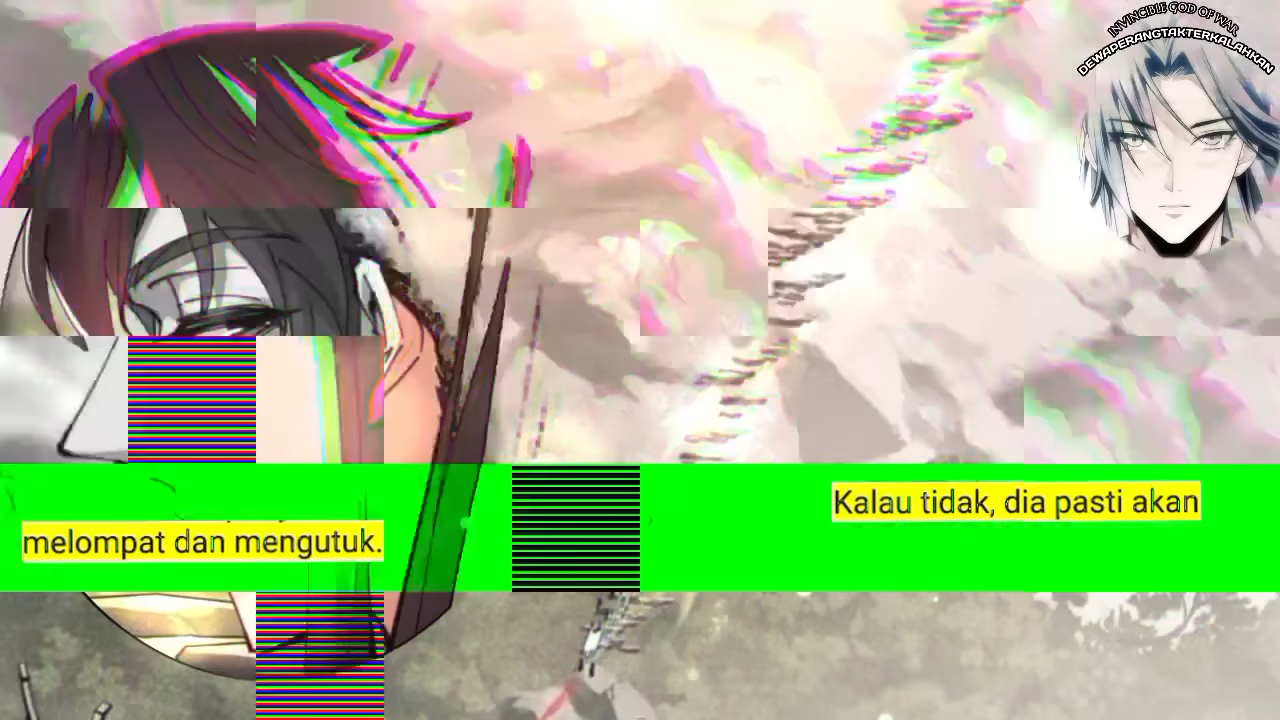 INVINCIBLE GOD OF WAR
DEWAPERANGTAKTERKALAHKAN
Kalau tidak, dia pasti akan
melompat dan mengutuk.